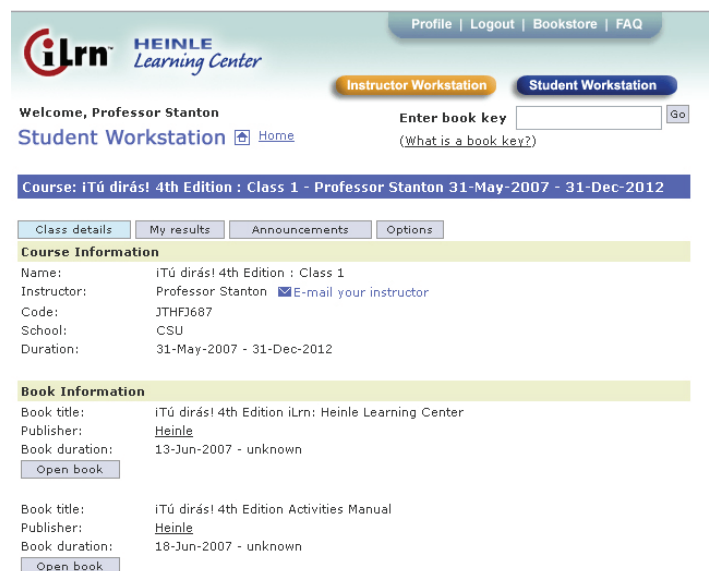 Profile | Logout | Bookstore | FAQ
iLrn™ HEINLE
Learning Center
Instructor Workstation Student Workstation
Welcome, Professor Stanton
Enter book key Go
Student Workstation Home
(What is a book key?)
Course: ¡Tú dirás! 4th Edition : Class 1 - Professor Stanton 31-May-2007 - 31-Dec-2012
Class details My results Announcements Options
Course Information
Name: ¡Tú dirás! 4th Edition : Class 1
Instructor: Professor Stanton E-mail your instructor
Code: JTHFJ687
School: CSU
Duration: 31-May-2007 - 31-Dec-2012
Book Information
Book title: ¡Tú dirás! 4th Edition iLrn: Heinle Learning Center
Publisher: Heinle
Book duration: 13-Jun-2007 - unknown
Open book
Book title: ¡Tú dirás! 4th Edition Activities Manual
Publisher: Heinle
Book duration: 18-Jun-2007 - unknown
Open book